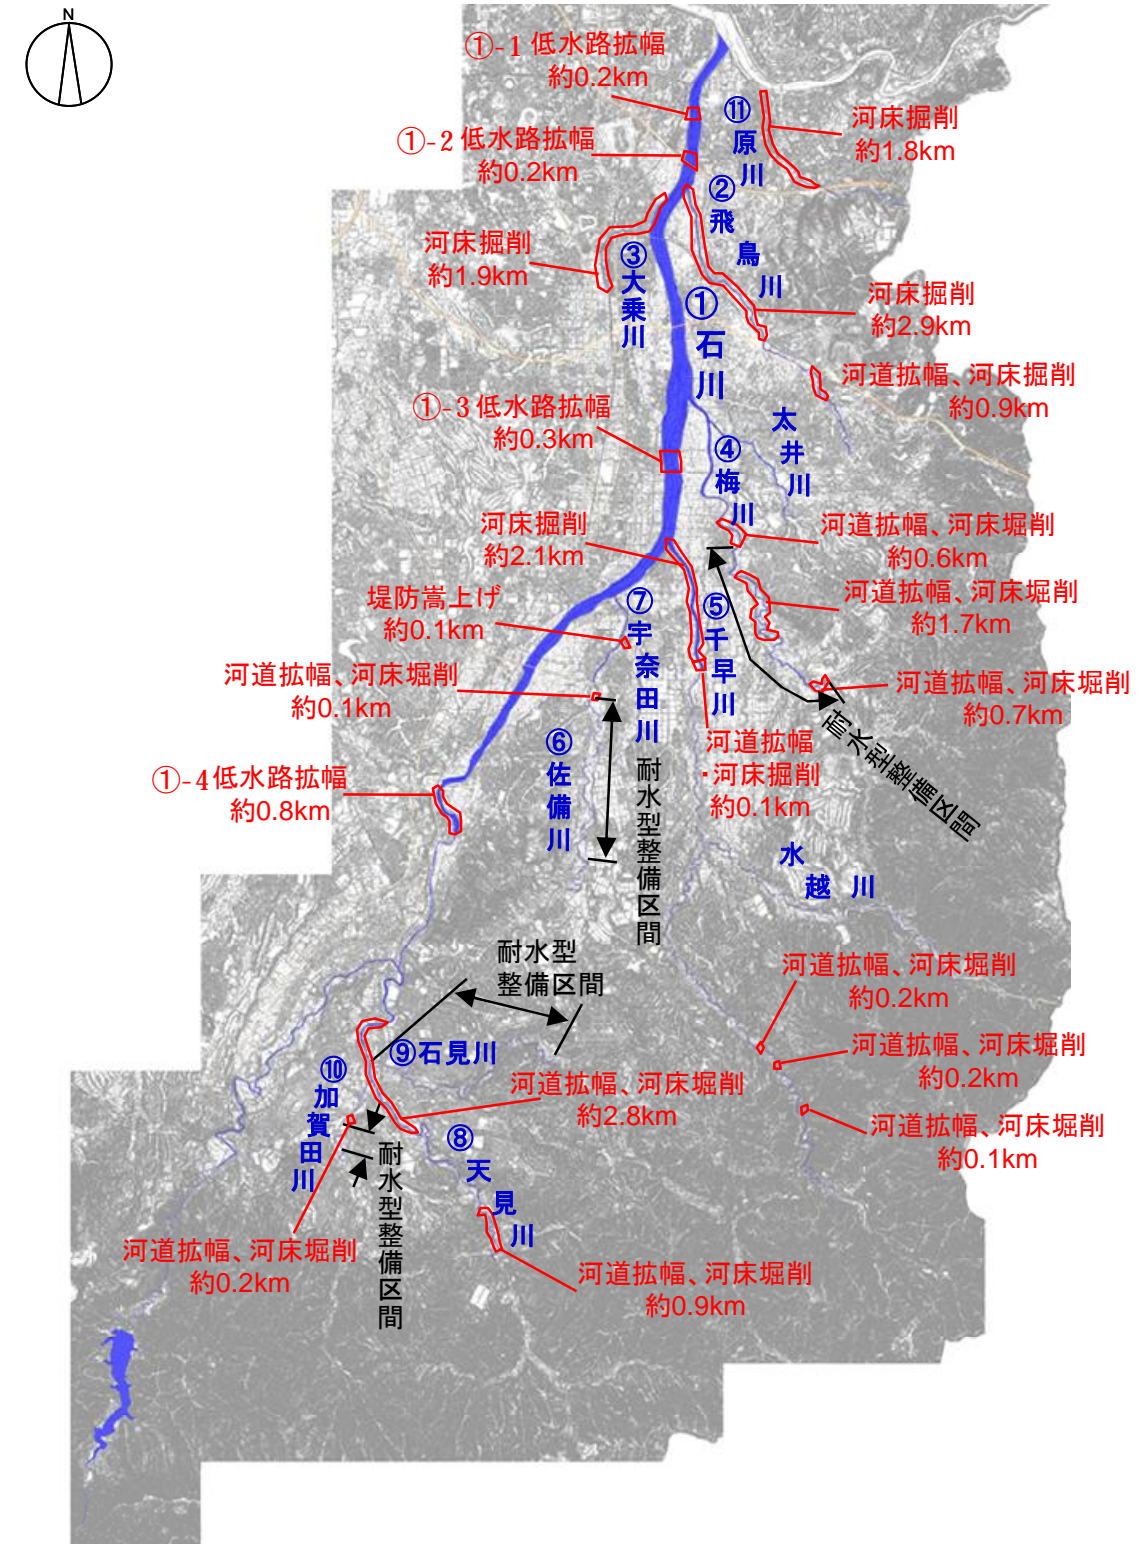 N
①-1 低水路拡幅
約0.2km
⑪原川
河床掘削
約1.8km
①-2 低水路拡幅
約0.2km
②飛鳥川
河床掘削
約1.9km
③大乗川
①石川
河床掘削
約2.9km
河道拡幅、河床掘削
約0.9km
①-3 低水路拡幅
約0.3km
太井川
④梅川
河床掘削
約2.1km
河道拡幅、河床堀削
約0.6km
堤防嵩上げ
約0.1km
⑦宇奈田川
⑤千早川
河道拡幅、河床堀削
約1.7km
河道拡幅、河床堀削
約0.1km
河道拡幅、河床堀削
約0.7km
⑥佐備川
耐水型整備区間
河道拡幅
・河床掘削
約0.1km
耐水型整備区間
①-4低水路拡幅
約0.8km
水越川
耐水型
整備区間
河道拡幅、河床堀削
約0.2km
⑨石見川
河道拡幅、河床堀削
約0.2km
⑩加賀田川
河道拡幅、河床堀削
約2.8km
河道拡幅、河床堀削
約0.1km
⑧天見川
耐水型整備区間
河道拡幅、河床堀削
約0.2km
河道拡幅、河床堀削
約0.9km